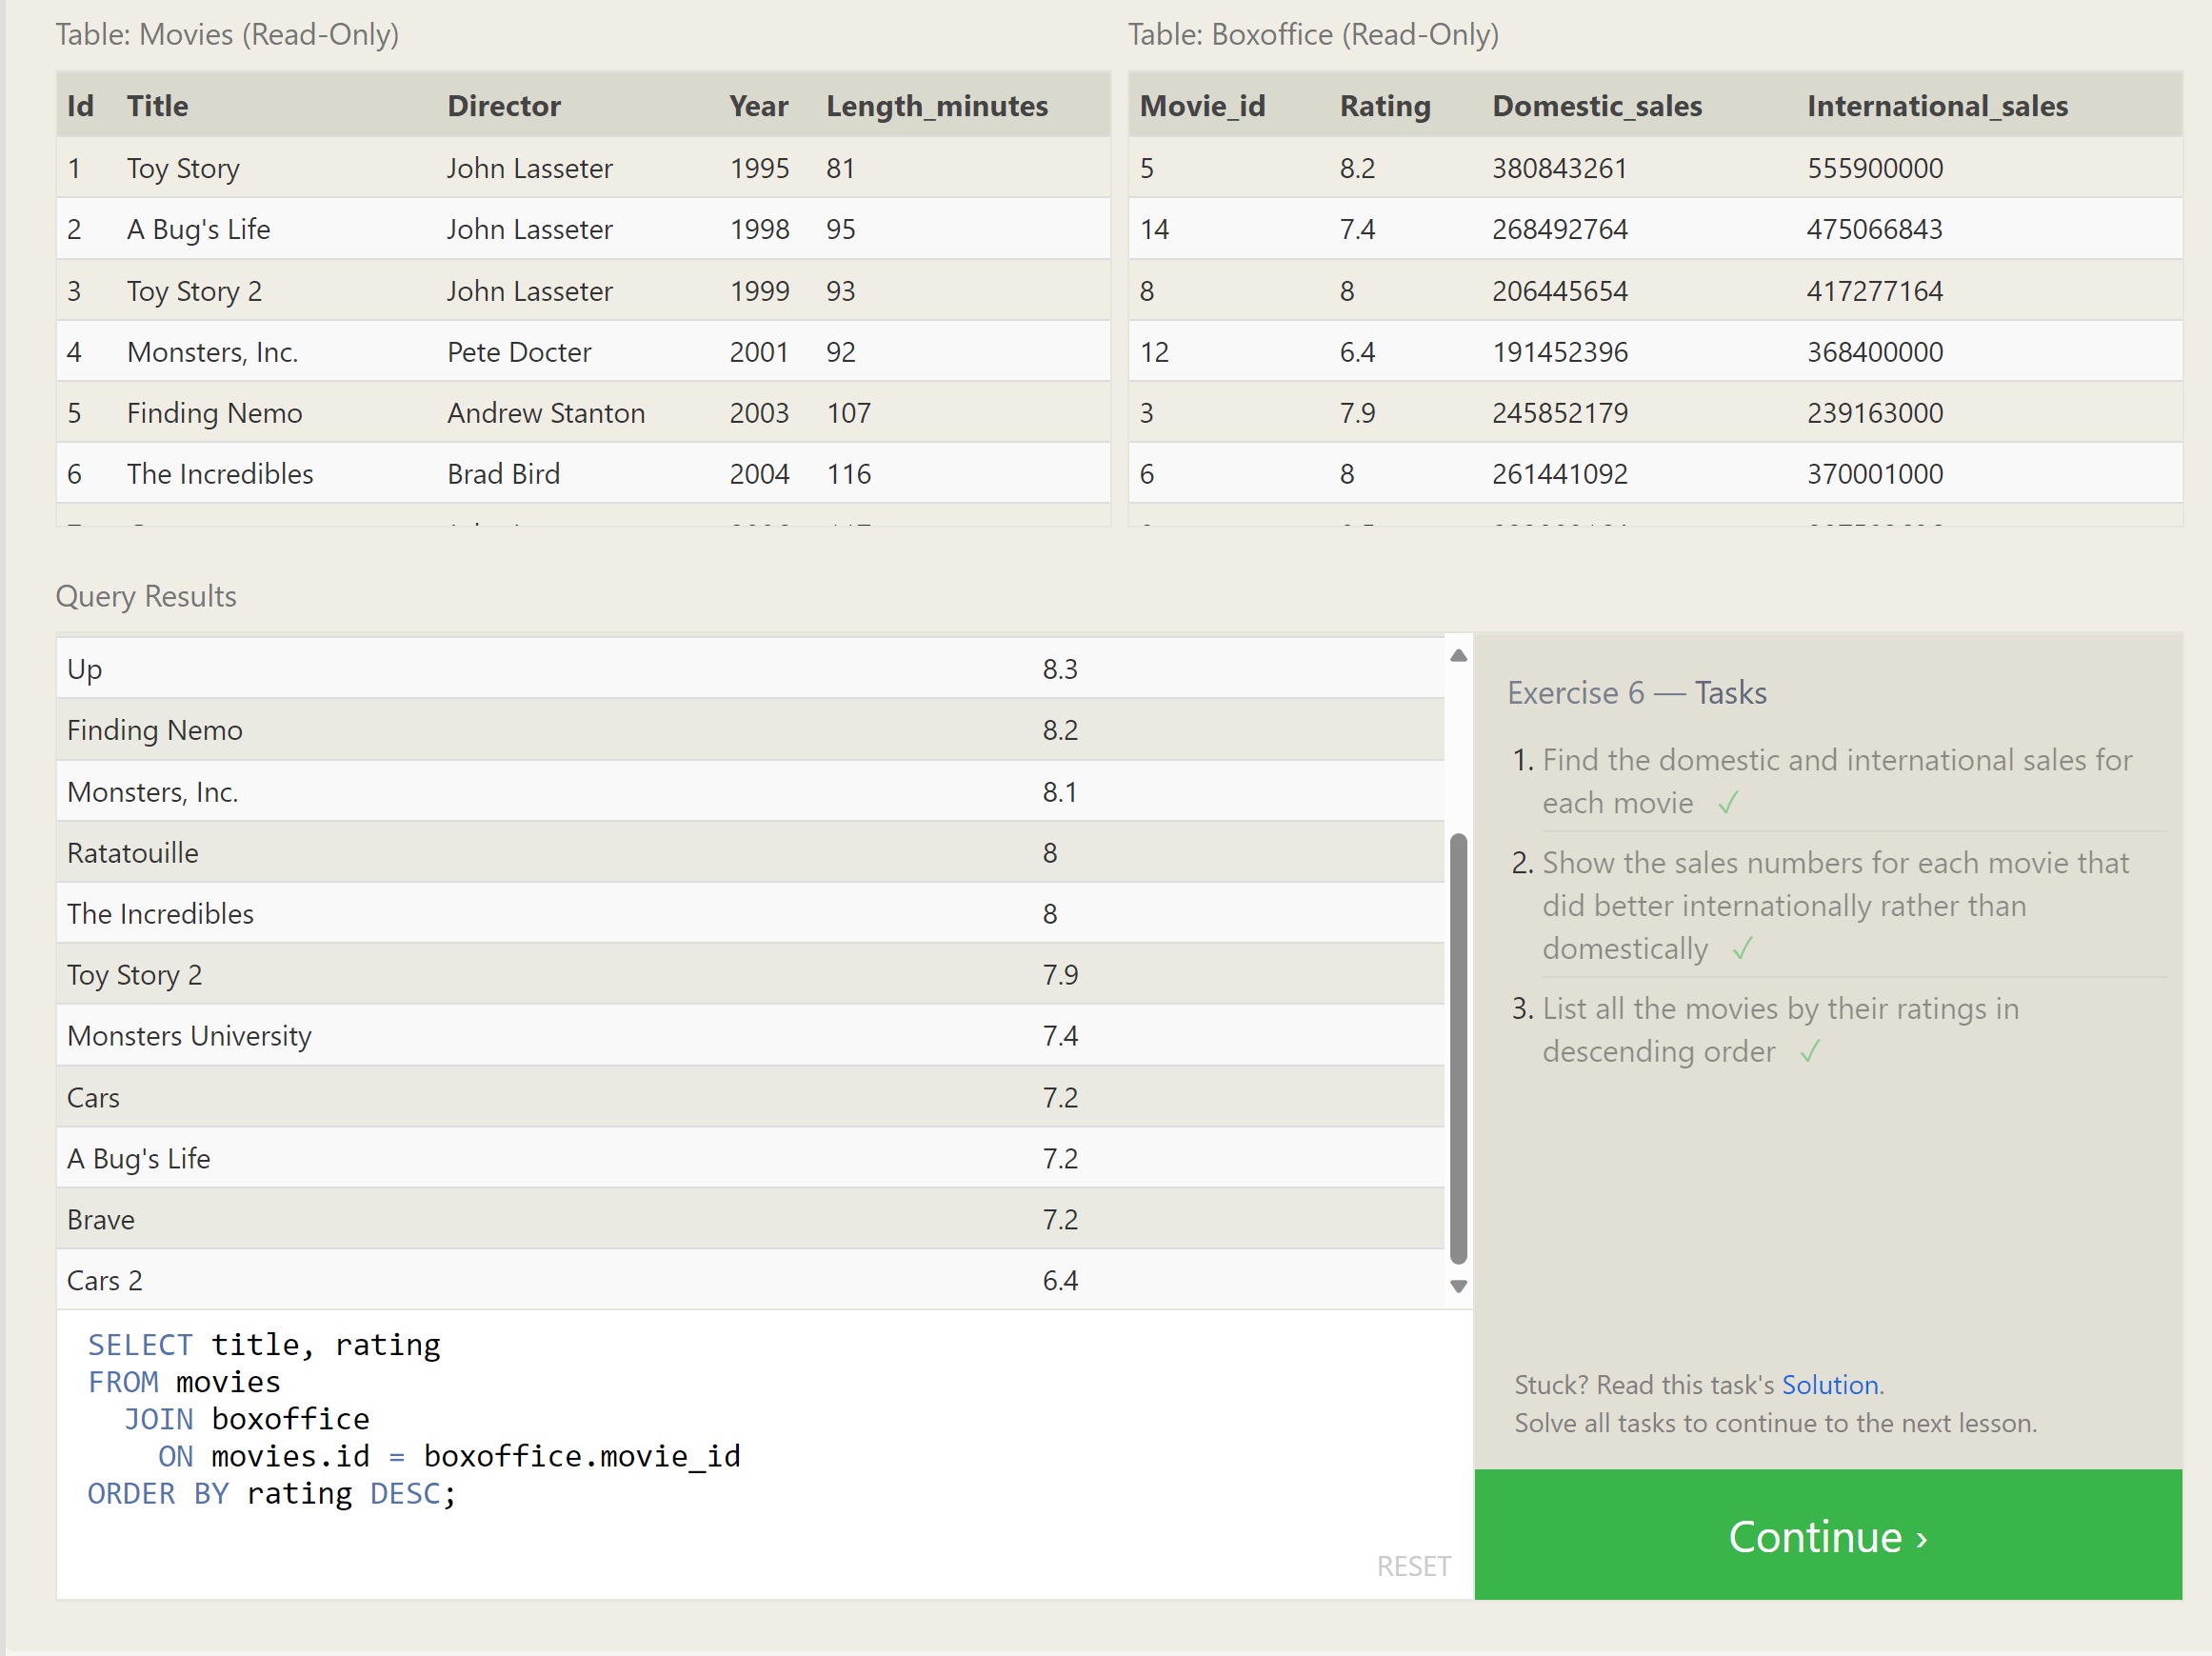 Table: Movies (Read-Only)
Id Title Director Year Length_minutes
1 Toy Story John Lasseter 1995 81
2 A Bug's Life John Lasseter 1998 95
3 Toy Story 2 John Lasseter 1999 93
4 Monsters, Inc. Pete Docter 2001 92
5 Finding Nemo Andrew Stanton 2003 107
6 The Incredibles Brad Bird 2004 116
Table: Boxoffice (Read-Only)
Movie_id Rating Domestic_sales International_sales
5 8.2 380843261 555900000
14 7.4 268492764 475066843
8 8 206445654 417277164
12 6.4 191452396 368400000
3 7.9 245852179 239163000
6 8 261441092 370001000
Query Results
Up 8.3
Finding Nemo 8.2
Monsters, Inc. 8.1
Ratatouille 8
The Incredibles 8
Toy Story 2 7.9
Monsters University 7.4
Cars 7.2
A Bug's Life 7.2
Brave 7.2
Cars 2 6.4
SELECT title, rating
FROM movies
JOIN boxoffice
ON movies.id = boxoffice.movie_id
ORDER BY rating DESC;
RESET
Exercise 6 — Tasks
1. Find the domestic and international sales for
each movie ✓
2. Show the sales numbers for each movie that
did better internationally rather than
domestically ✓
3. List all the movies by their ratings in
descending order ✓
Stuck? Read this task's Solution.
Solve all tasks to continue to the next lesson.
Continue ›